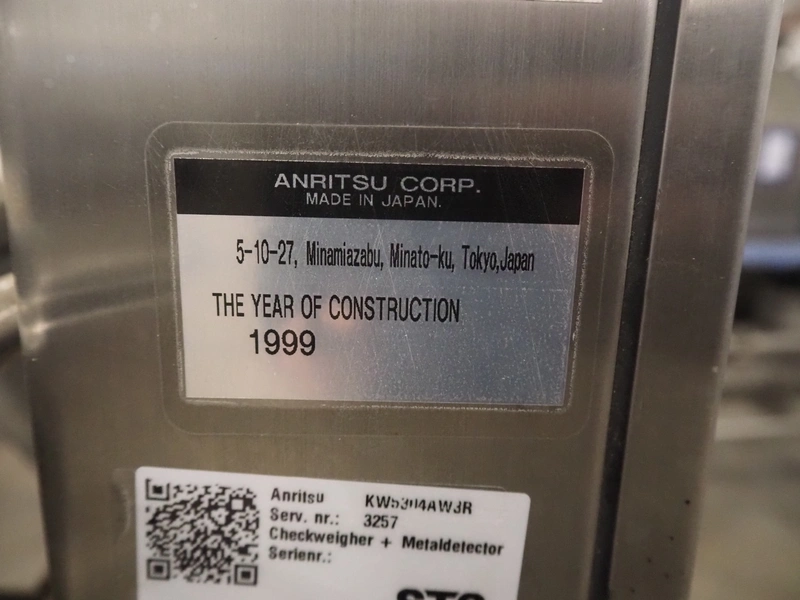 ANRITSU CORP.
MADE IN JAPAN.
5-10-27, Minamiazabu, Minato-ku, Tokyo,Japan
THE YEAR OF CONSTRUCTION
1999
Anritsu KW5304AW3R
Serv. nr.: 3257
Checkweigher + Metaldetector
Serienr.: